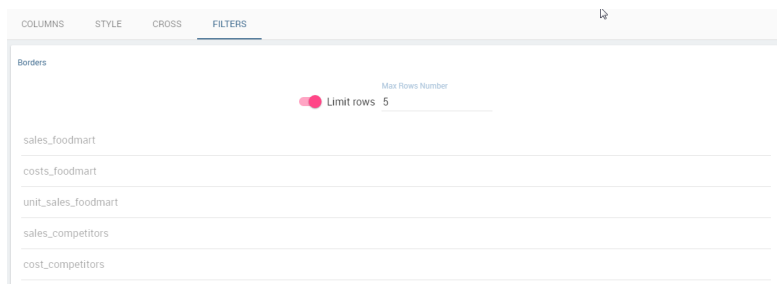 COLUMNS STYLE CROSS FILTERS
Borders
Max Rows Number
Limit rows 5
sales_foodmart
costs_foodmart
unit_sales_foodmart
sales_competitors
cost_competitors